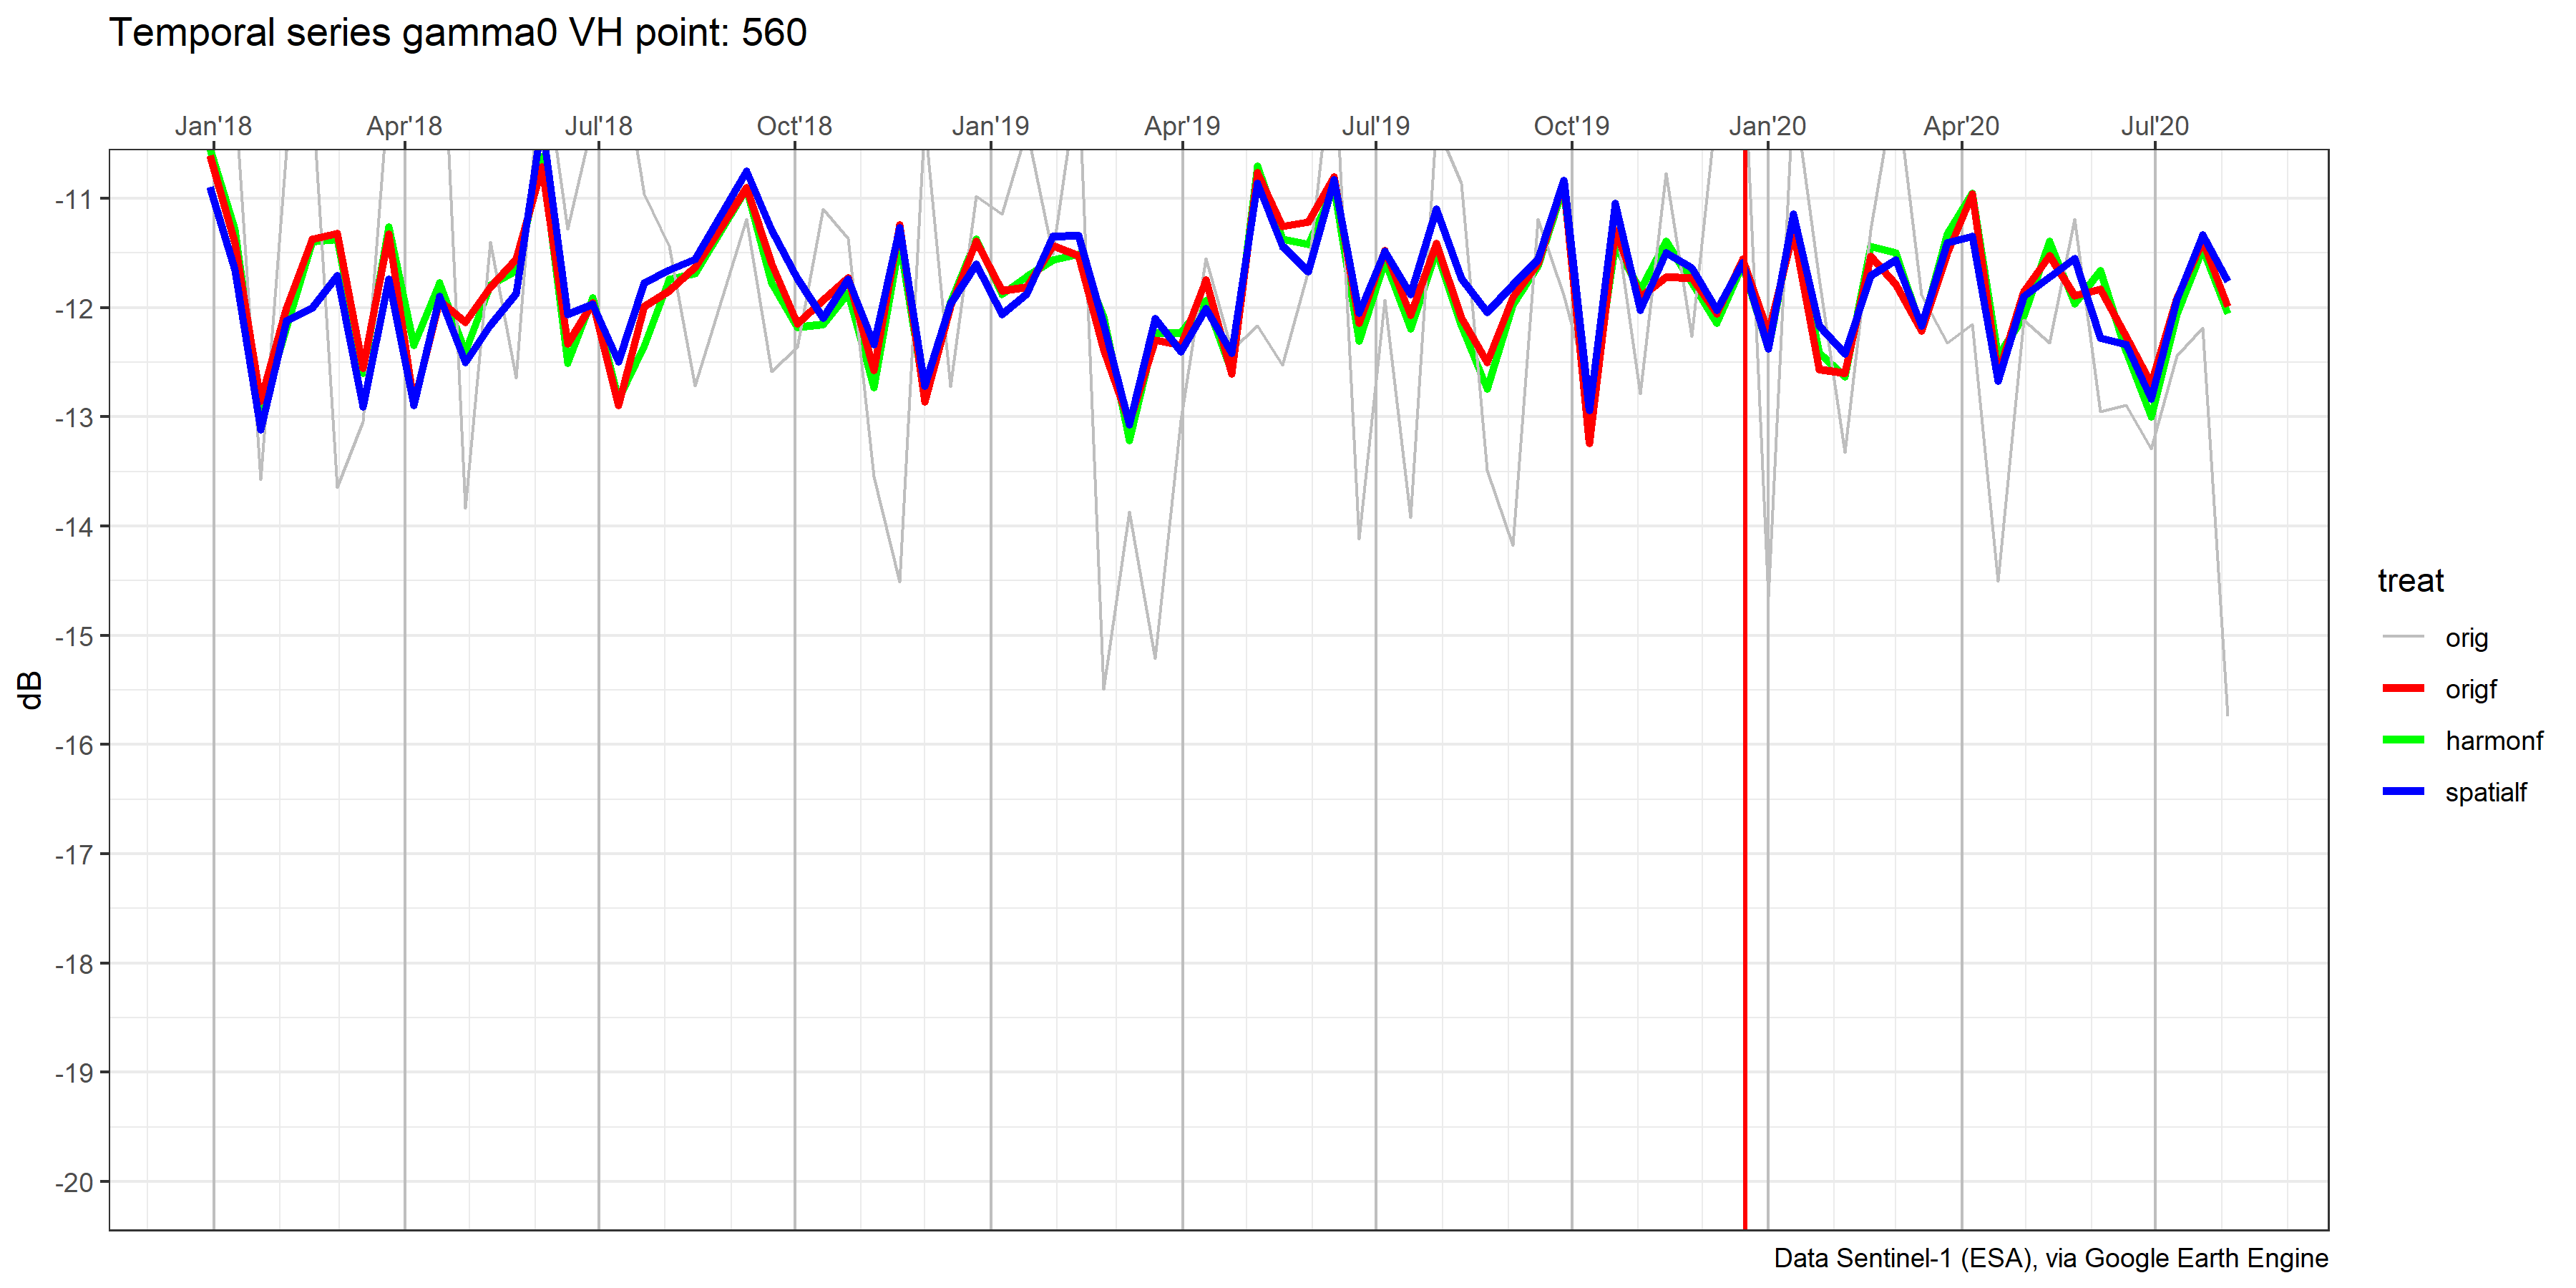 Temporal series gamma0 VH point: 560
Jan'18 Apr'18 Jul'18 Oct'18 Jan'19 Apr'19 Jul'19 Oct'19 Jan'20 Apr'20 Jul'20
-11
-12
-13
-14
-15
-16
-17
-18
-19
-20
dB
treat
orig
origf
harmonf
spatialf
Data Sentinel-1 (ESA), via Google Earth Engine